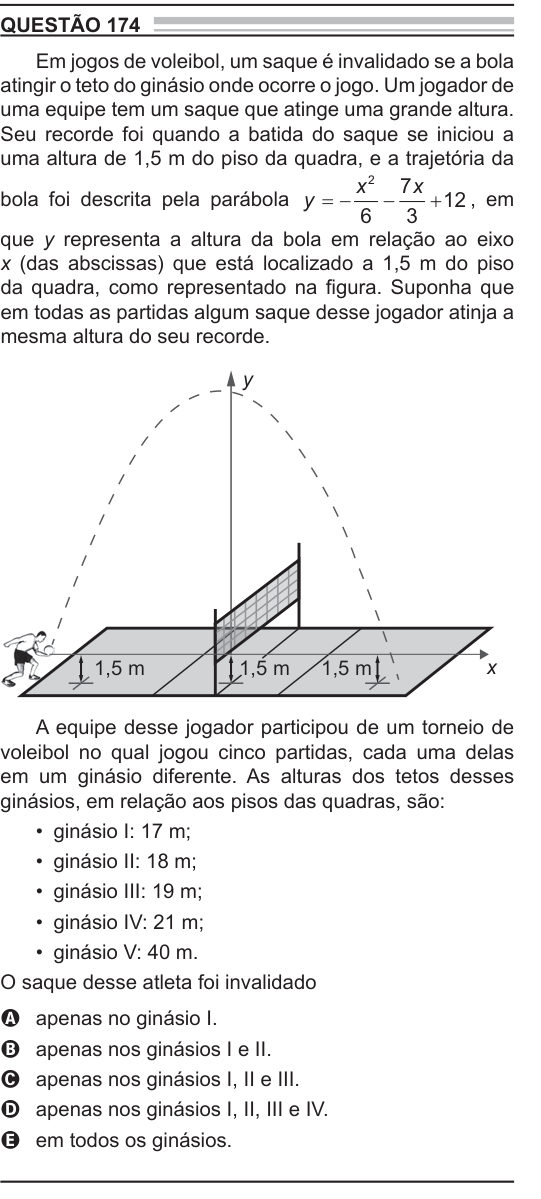 QUESTÃO 174
Em jogos de voleibol, um saque é invalidado se a bola
atingir o teto do ginásio onde ocorre o jogo. Um jogador de
uma equipe tem um saque que atinge uma grande altura.
Seu recorde foi quando a batida do saque se iniciou a
uma altura de 1,5 m do piso da quadra, e a trajetória da
bola foi descrita pela parábola y = −x²/6 − 7x/3 + 12, em
que y representa a altura da bola em relação ao eixo
x (das abscissas) que está localizado a 1,5 m do piso
da quadra, como representado na figura. Suponha que
em todas as partidas algum saque desse jogador atinja a
mesma altura do seu recorde.
y
1,5 m 1,5 m 1,5 m x
A equipe desse jogador participou de um torneio de
voleibol no qual jogou cinco partidas, cada uma delas
em um ginásio diferente. As alturas dos tetos desses
ginásios, em relação aos pisos das quadras, são:
• ginásio I: 17 m;
• ginásio II: 18 m;
• ginásio III: 19 m;
• ginásio IV: 21 m;
• ginásio V: 40 m.
O saque desse atleta foi invalidado
A apenas no ginásio I.
B apenas nos ginásios I e II.
C apenas nos ginásios I, II e III.
D apenas nos ginásios I, II, III e IV.
E em todos os ginásios.